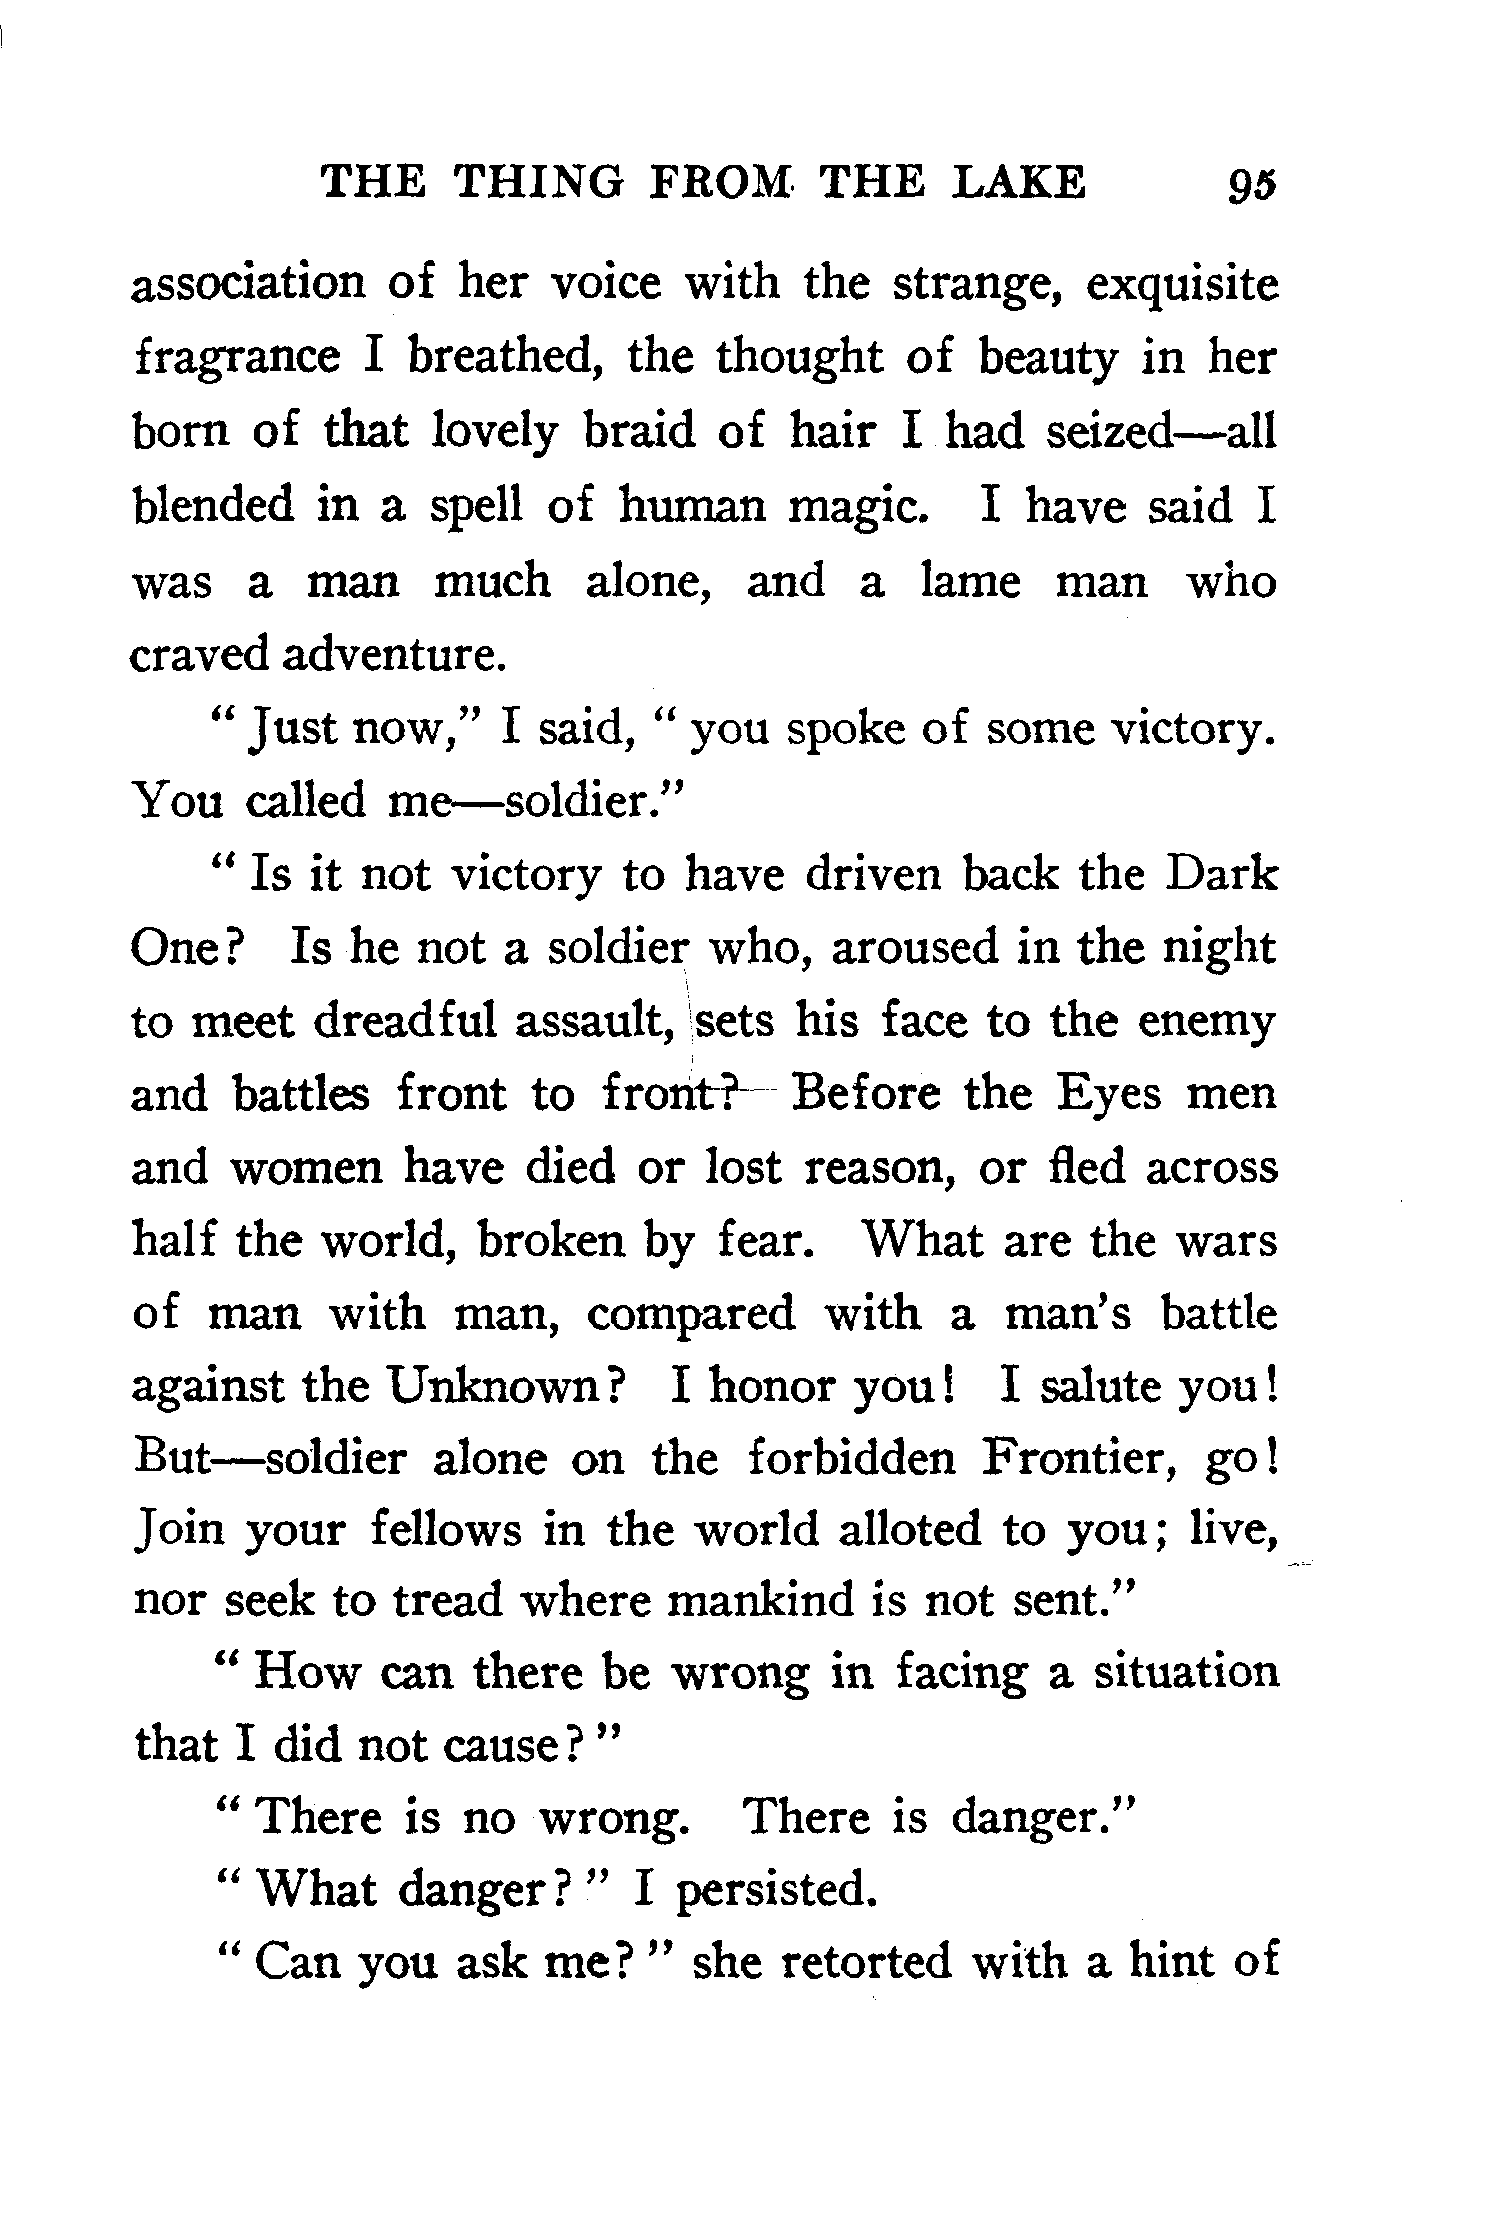 THE THING FROM THE LAKE 95
association of her voice with the strange, exquisite
fragrance I breathed, the thought of beauty in her
born of that lovely braid of hair I had seized—all
blended in a spell of human magic. I have said I
was a man much alone, and a lame man who
craved adventure.
“ Just now,” I said, “ you spoke of some victory.
You called me—soldier.”
“ Is it not victory to have driven back the Dark
One? Is he not a soldier who, aroused in the night
to meet dreadful assault, sets his face to the enemy
and battles front to front? Before the Eyes men
and women have died or lost reason, or fled across
half the world, broken by fear. What are the wars
of man with man, compared with a man’s battle
against the Unknown? I honor you! I salute you!
But—soldier alone on the forbidden Frontier, go!
Join your fellows in the world alloted to you; live,
nor seek to tread where mankind is not sent.”
“ How can there be wrong in facing a situation
that I did not cause? ”
“ There is no wrong. There is danger.”
“ What danger? ” I persisted.
“ Can you ask me? ” she retorted with a hint of